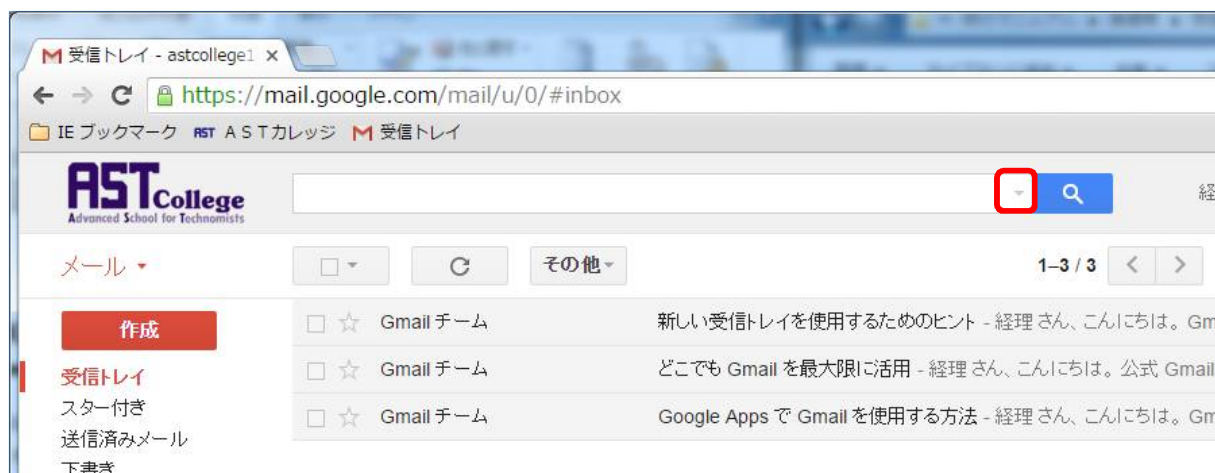 受信トレイ - astcollege1
https://mail.google.com/mail/u/0/#inbox
IE ブックマーク AST ASTカレッジ 受信トレイ
AST College
Advanced School for Technomists
経
メール
その他
1–3 / 3
作成
Gmail チーム 新しい受信トレイを使用するためのヒント - 経理 さん、こんにちは。 Gm
受信トレイ
Gmail チーム どこでも Gmail を最大限に活用 - 経理 さん、こんにちは。公式 Gmail
スター付き
Gmail チーム Google Apps で Gmail を使用する方法 - 経理 さん、こんにちは。 Gm
送信済みメール
下書き